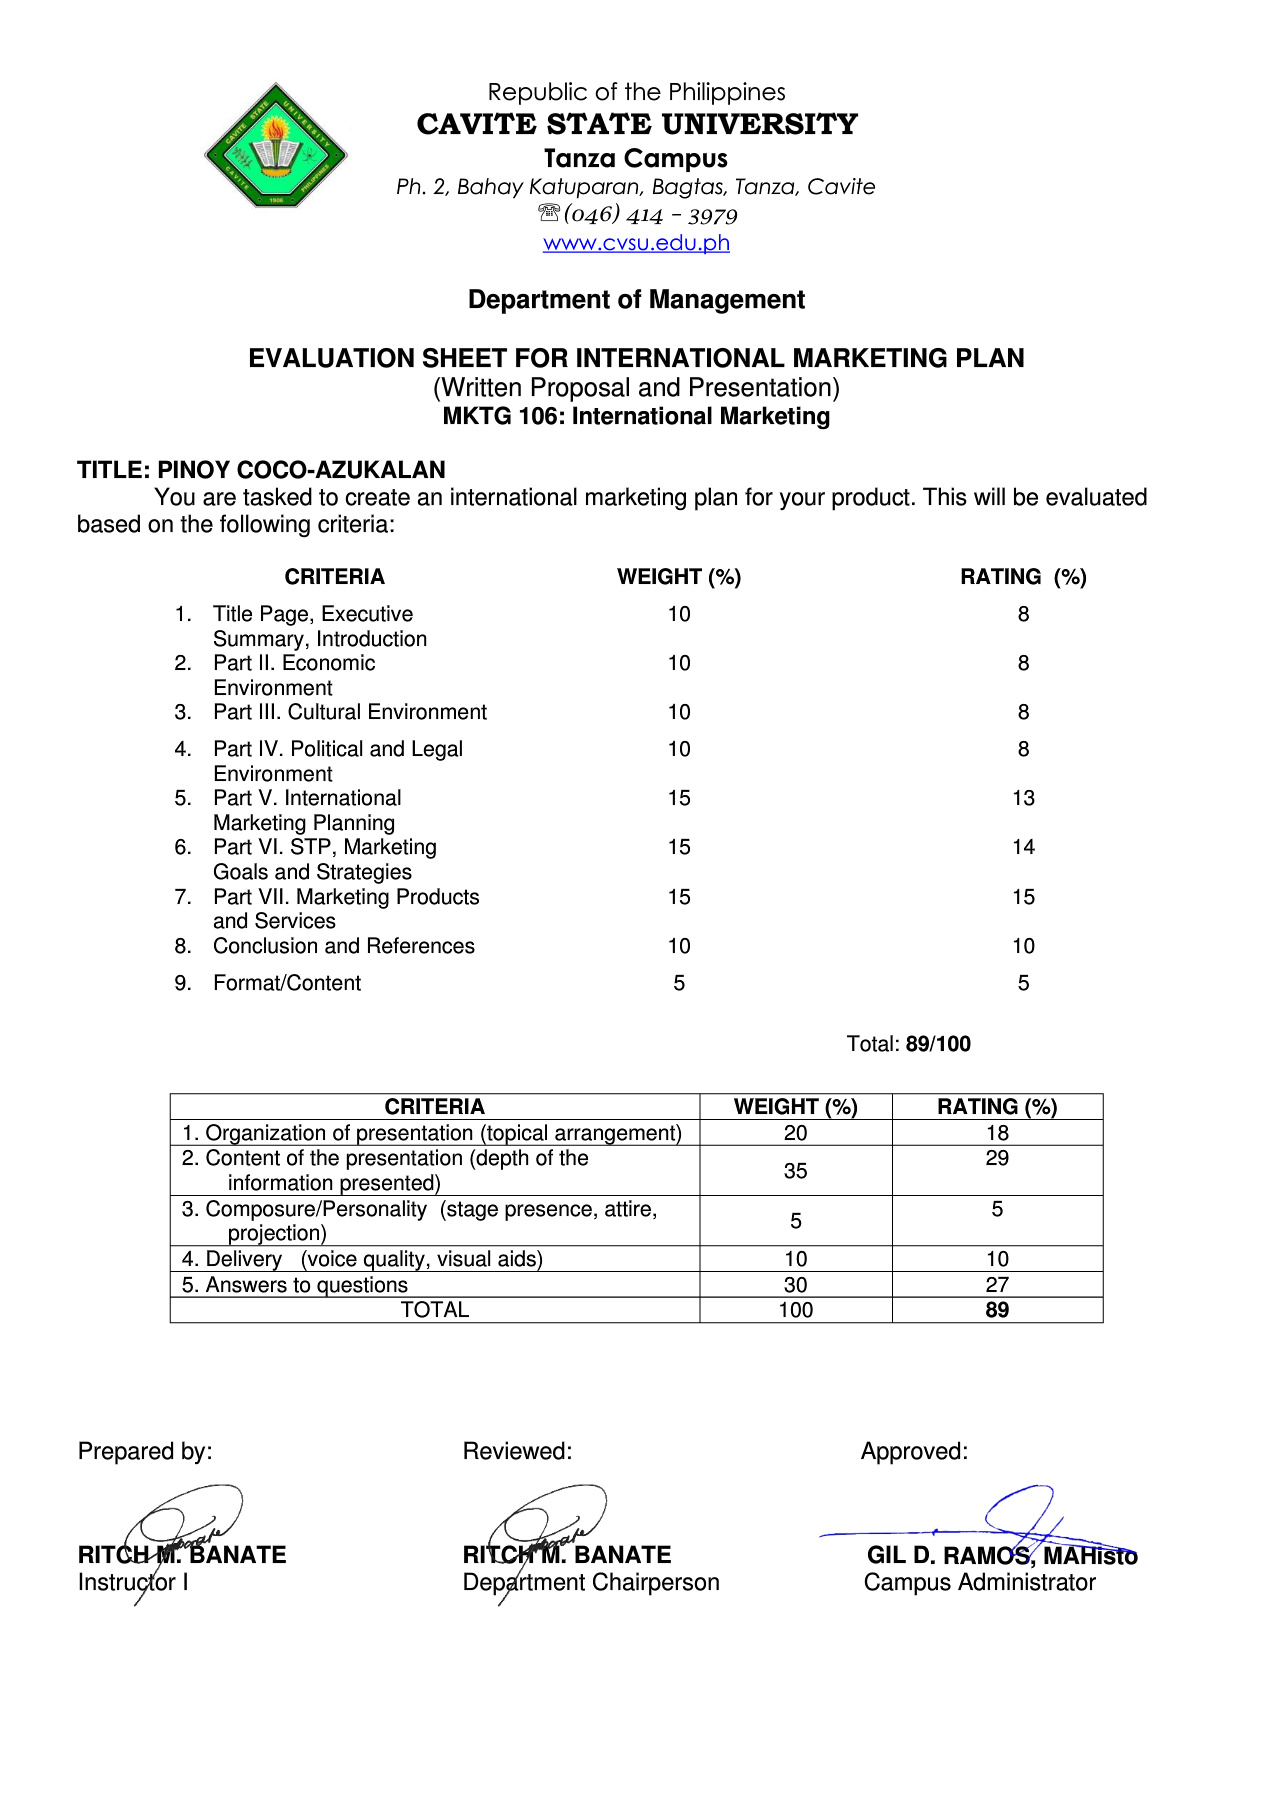 Republic of the Philippines
CAVITE STATE UNIVERSITY
Tanza Campus
Ph. 2, Bahay Katuparan, Bagtas, Tanza, Cavite
☏(046) 414 – 3979
www.cvsu.edu.ph
CAVITE STATE UNIVERSITY
CAVITE PHILIPPINES
1906
Department of Management
EVALUATION SHEET FOR INTERNATIONAL MARKETING PLAN
(Written Proposal and Presentation)
MKTG 106: International Marketing
TITLE: PINOY COCO-AZUKALAN
You are tasked to create an international marketing plan for your product. This will be evaluated
based on the following criteria:
CRITERIA WEIGHT (%) RATING (%)
1. Title Page, Executive 10 8
Summary, Introduction
2. Part II. Economic 10 8
Environment
3. Part III. Cultural Environment 10 8
4. Part IV. Political and Legal 10 8
Environment
5. Part V. International 15 13
Marketing Planning
6. Part VI. STP, Marketing 15 14
Goals and Strategies
7. Part VII. Marketing Products 15 15
and Services
8. Conclusion and References 10 10
9. Format/Content 5 5
Total: 89/100
CRITERIA WEIGHT (%) RATING (%)
1. Organization of presentation (topical arrangement) 20 18
2. Content of the presentation (depth of the 35 29
information presented)
3. Composure/Personality (stage presence, attire, 5 5
projection)
4. Delivery (voice quality, visual aids) 10 10
5. Answers to questions 30 27
TOTAL 100 89
Prepared by: Reviewed: Approved:
RITCH M. BANATE RITCH M. BANATE GIL D. RAMOS, MAHisto
Instructor I Department Chairperson Campus Administrator